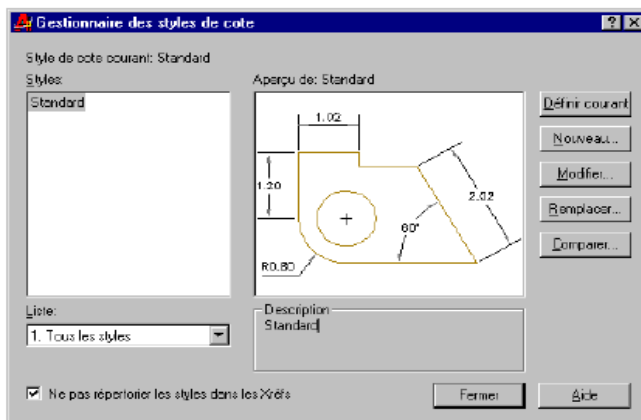 Gestionnaire des styles de cote
Style de cote courant: Standard
Styles:
Standard
Aperçu de: Standard
1.02
1.20
2.02
60°
R0.80
Définir courant
Nouveau...
Modifier...
Remplacer...
Comparer...
Liste:
1. Tous les styles
Description
Standard
Ne pas répertorier les styles dans les Xréfs
Fermer
Aide